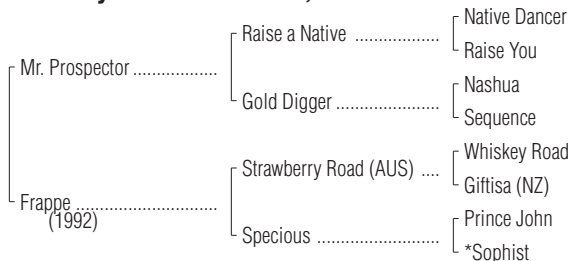 Native Dancer
Raise a Native ..................
Raise You
Mr. Prospector ..................
Nashua
Gold Digger ......................
Sequence
Whiskey Road
Strawberry Road (AUS) ....
Giftisa (NZ)
Frappe ..............................
(1992)
Prince John
Specious ..........................
*Sophist